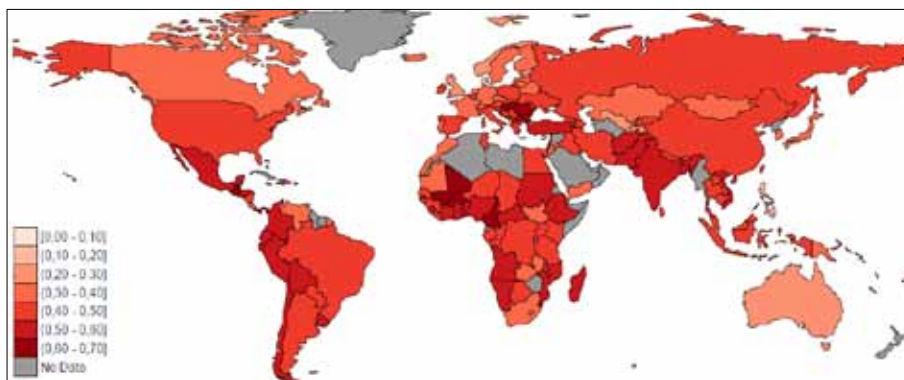 [0,00 - 0,10]
(0,10 - 0,20]
(0,20 - 0,30]
(0,30 - 0,40]
(0,40 - 0,50]
(0,50 - 0,60]
(0,60 - 0,70]
No Data